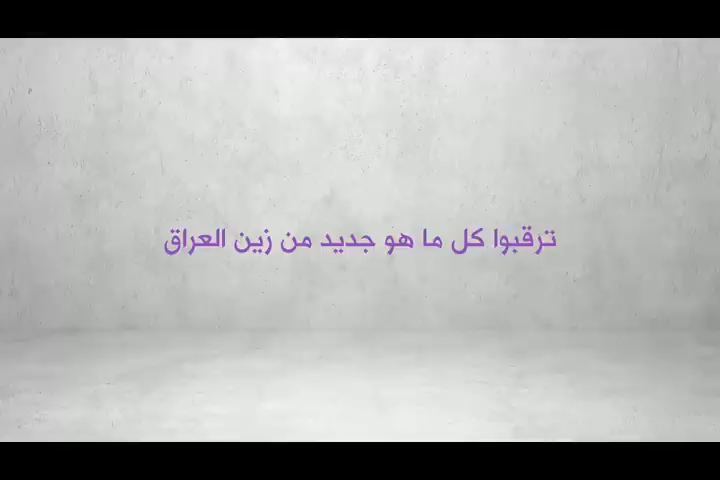 ترقبوا كل ما هو جديد من زين العراق